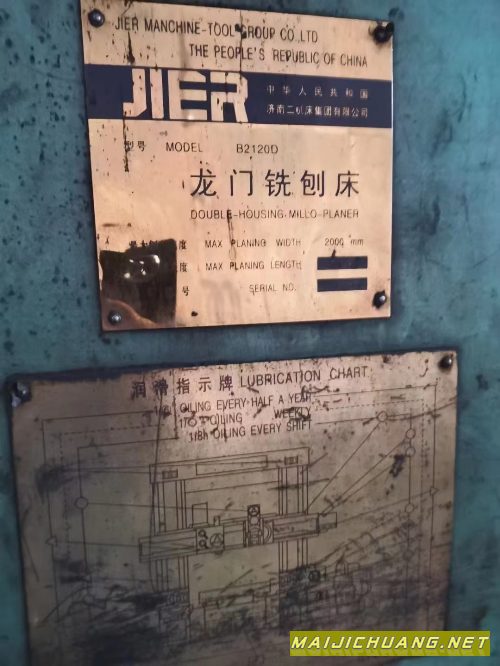 JIER MANCHINE-TOOL GROUP CO.,LTD
THE PEOPLE'S REPUBLIC OF CHINA
JIER
中华人民共和国
济南二机床集团有限公司
型号 MODEL B2120D
龙门铣刨床
DOUBLE-HOUSING-MILLO-PLANER
度 MAX PLANING WIDTH 2000 mm
度 MAX PLANING LENGTH
号 SERIAL NO.
润滑指示牌 LUBRICATION CHART
OILING EVERY HALF A YEAR
OILING WEEKLY
1/8h OILING EVERY SHIFT
MAIJICHUANG.NET